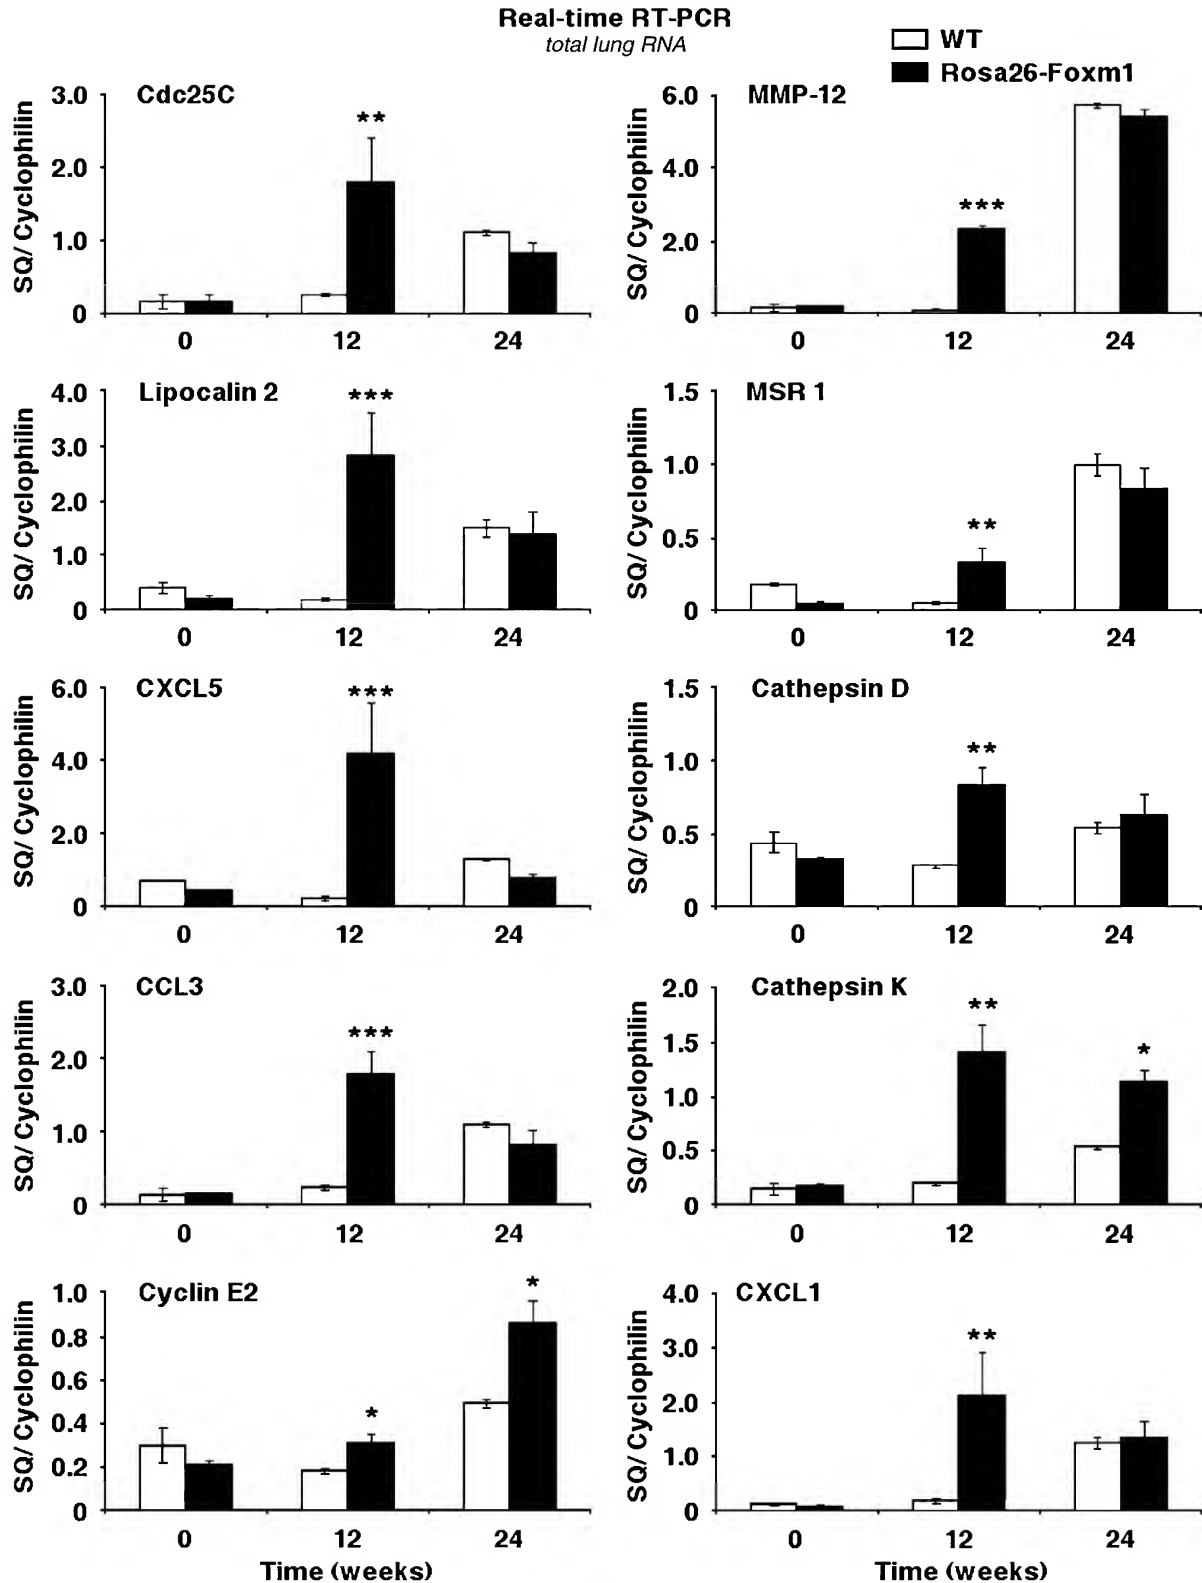 Real-time RT-PCR
total lung RNA
WT
Rosa26-Foxm1
Cdc25C
SQ/ Cyclophilin
3.0
2.0
1.0
0
**
0 12 24
MMP-12
SQ/ Cyclophilin
6.0
4.0
2.0
0
***
0 12 24
Lipocalin 2
SQ/ Cyclophilin
4.0
3.0
2.0
1.0
0
***
0 12 24
MSR 1
SQ/ Cyclophilin
1.5
1.0
0.5
0
**
0 12 24
CXCL5
SQ/ Cyclophilin
6.0
4.0
2.0
0
***
0 12 24
Cathepsin D
SQ/ Cyclophilin
1.5
1.0
0.5
0
**
0 12 24
CCL3
SQ/ Cyclophilin
3.0
2.0
1.0
0
***
0 12 24
Cathepsin K
SQ/ Cyclophilin
2.0
1.5
1.0
0.5
0
**
*
0 12 24
Cyclin E2
SQ/ Cyclophilin
1.0
0.8
0.6
0.4
0.2
0
*
*
0 12 24
Time (weeks)
CXCL1
SQ/ Cyclophilin
4.0
3.0
2.0
1.0
0
**
0 12 24
Time (weeks)